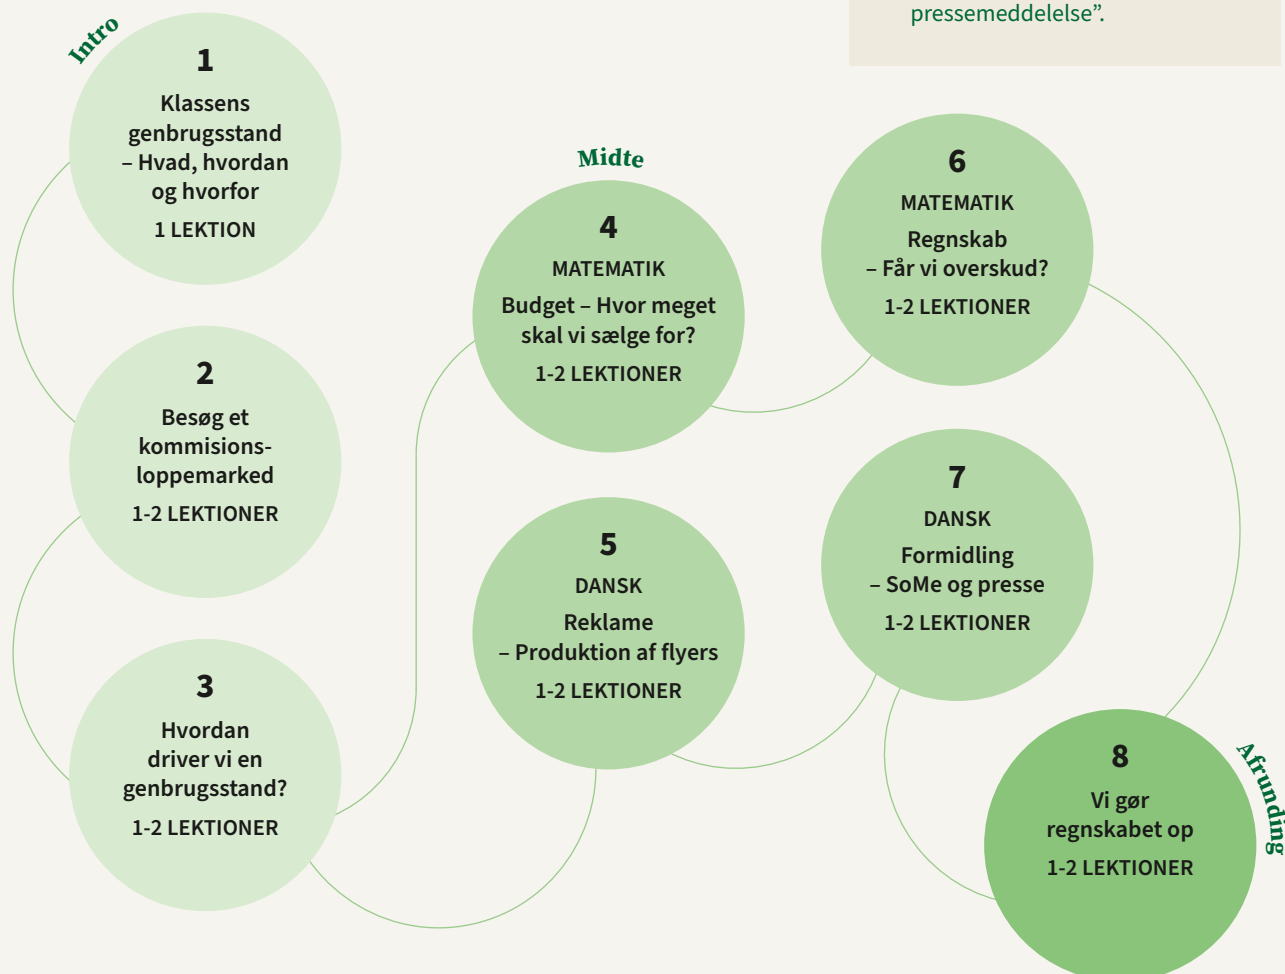 pressemeddelelse”.
Intro
1
Klassens
genbrugsstand
– Hvad, hvordan
og hvorfor
1 LEKTION
2
Besøg et
kommisions-
loppemarked
1-2 LEKTIONER
3
Hvordan
driver vi en
genbrugsstand?
1-2 LEKTIONER
Midte
4
MATEMATIK
Budget – Hvor meget
skal vi sælge for?
1-2 LEKTIONER
5
DANSK
Reklame
– Produktion af flyers
1-2 LEKTIONER
6
MATEMATIK
Regnskab
– Får vi overskud?
1-2 LEKTIONER
7
DANSK
Formidling
– SoMe og presse
1-2 LEKTIONER
Afrunding
8
Vi gør
regnskabet op
1-2 LEKTIONER